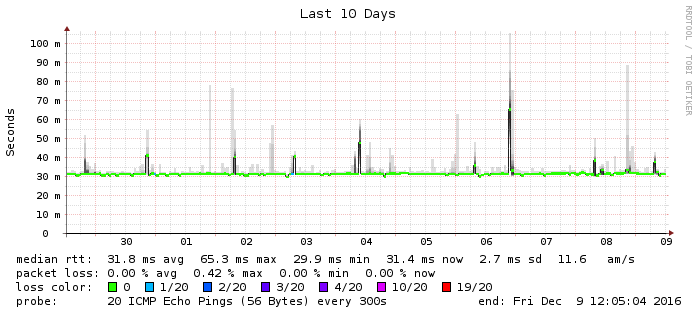 Last 10 Days
RRDTOOL / TOBI OETIKER
Seconds
100 m
90 m
80 m
70 m
60 m
50 m
40 m
30 m
20 m
10 m
0
30 01 02 03 04 05 06 07 08 09
median rtt: 31.8 ms avg 65.3 ms max 29.9 ms min 31.4 ms now 2.7 ms sd 11.6 am/s
packet loss: 0.00 % avg 0.42 % max 0.00 % min 0.00 % now
loss color: 0 1/20 2/20 3/20 4/20 10/20 19/20
probe: 20 ICMP Echo Pings (56 Bytes) every 300s end: Fri Dec 9 12:05:04 2016